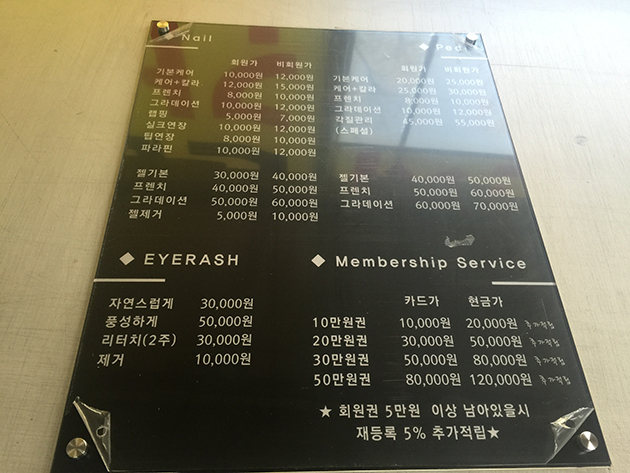 ◆ Nail
회원가 비회원가
기본케어 10,000원 12,000원
케어+칼라 12,000원 15,000원
프렌치 8,000원 10,000원
그라데이션 10,000원 12,000원
랩핑 5,000원 7,000원
실크연장 10,000원 12,000원
팁연장 8,000원 10,000원
파라핀 10,000원 12,000원
젤기본 30,000원 40,000원
프렌치 40,000원 50,000원
그라데이션 50,000원 60,000원
젤제거 5,000원 10,000원
◆ Pedi
회원가 비회원가
기본케어 20,000원 25,000원
케어+칼라 25,000원 30,000원
프렌치 8,000원 10,000원
그라데이션 10,000원 12,000원
각질관리 45,000원 55,000원
(스페셜)
젤기본 40,000원 50,000원
프렌치 50,000원 60,000원
그라데이션 60,000원 70,000원
◆ EYERASH
자연스럽게 30,000원
풍성하게 50,000원
리터치(2주) 30,000원
제거 10,000원
◆ Membership Service
카드가 현금가
10만원권 10,000원 20,000원 추가적립
20만원권 30,000원 50,000원 추가적립
30만원권 50,000원 80,000원 추가적립
50만원권 80,000원 120,000원 추가적립
★ 회원권 5만원 이상 남아있을시
재등록 5% 추가적립★